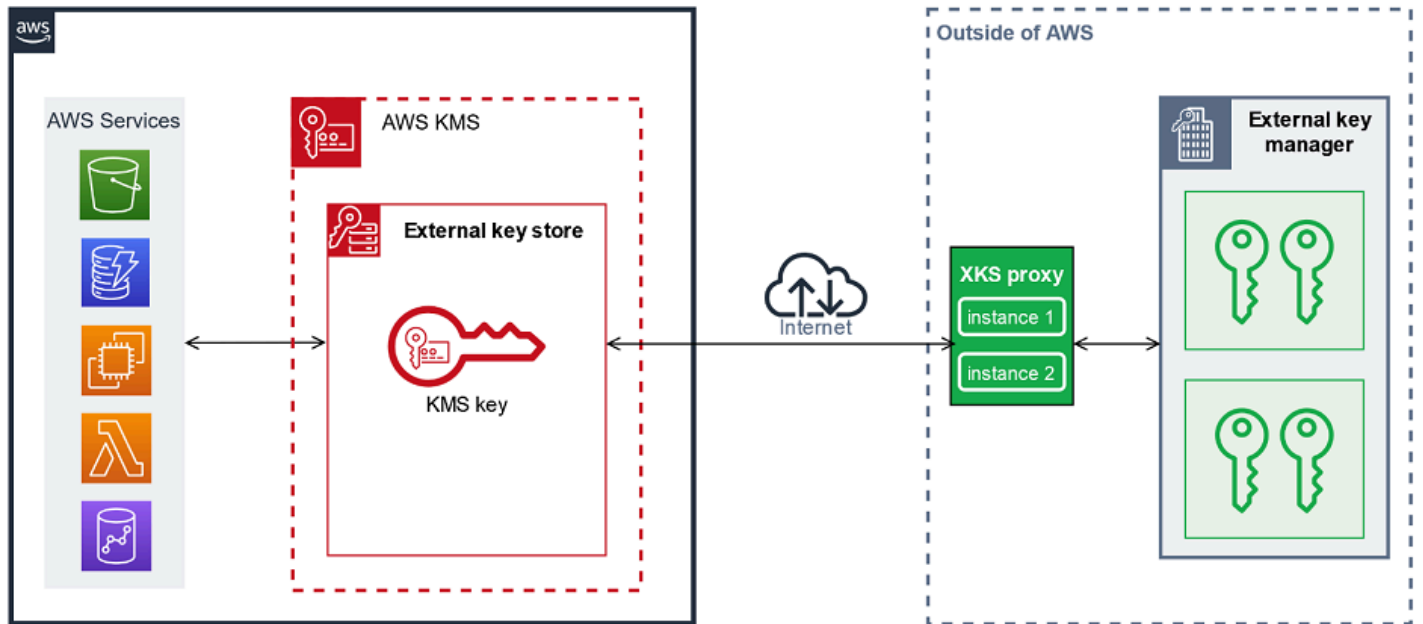 aws
Outside of AWS
AWS Services
AWS KMS
External key store
KMS key
Internet
XKS proxy
instance 1
instance 2
External key
manager